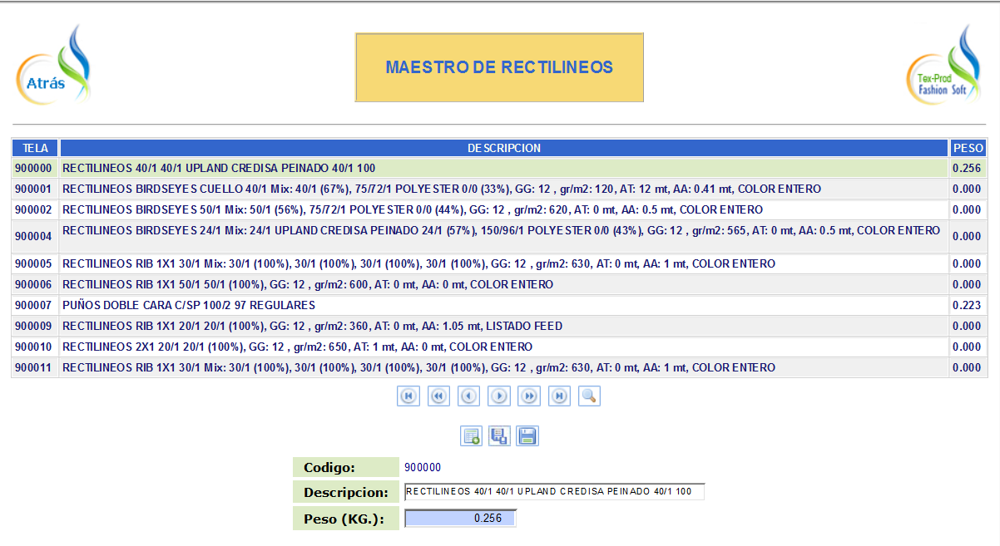 Atrás
MAESTRO DE RECTILINEOS
Tex-Prod
Fashion Soft
TELA DESCRIPCION PESO
900000 RECTILINEOS 40/1 40/1 UPLAND CREDISA PEINADO 40/1 100 0.256
900001 RECTILINEOS BIRDSEYES CUELLO 40/1 Mix: 40/1 (67%), 75/72/1 POLYESTER 0/0 (33%), GG: 12 , gr/m2: 120, AT: 12 mt, AA: 0.41 mt, COLOR ENTERO 0.000
900002 RECTILINEOS BIRDSEYES 50/1 Mix: 50/1 (56%), 75/72/1 POLYESTER 0/0 (44%), GG: 12 , gr/m2: 620, AT: 0 mt, AA: 0.5 mt, COLOR ENTERO 0.000
900004 RECTILINEOS BIRDSEYES 24/1 Mix: 24/1 UPLAND CREDISA PEINADO 24/1 (57%), 150/96/1 POLYESTER 0/0 (43%), GG: 12 , gr/m2: 565, AT: 0 mt, AA: 0.5 mt, COLOR ENTERO 0.000
900005 RECTILINEOS RIB 1X1 30/1 Mix: 30/1 (100%), 30/1 (100%), 30/1 (100%), 30/1 (100%), GG: 12 , gr/m2: 630, AT: 0 mt, AA: 1 mt, COLOR ENTERO 0.000
900006 RECTILINEOS RIB 1X1 50/1 50/1 (100%), GG: 12 , gr/m2: 600, AT: 0 mt, AA: 0 mt, COLOR ENTERO 0.000
900007 PUÑOS DOBLE CARA C/SP 100/2 97 REGULARES 0.223
900009 RECTILINEOS RIB 1X1 20/1 20/1 (100%), GG: 12 , gr/m2: 360, AT: 0 mt, AA: 1.05 mt, LISTADO FEED 0.000
900010 RECTILINEOS 2X1 20/1 20/1 (100%), GG: 12 , gr/m2: 650, AT: 1 mt, AA: 0 mt, COLOR ENTERO 0.000
900011 RECTILINEOS RIB 1X1 30/1 Mix: 30/1 (100%), 30/1 (100%), 30/1 (100%), 30/1 (100%), GG: 12 , gr/m2: 630, AT: 0 mt, AA: 1 mt, COLOR ENTERO 0.000
Codigo: 900000
Descripcion: RECTILINEOS 40/1 40/1 UPLAND CREDISA PEINADO 40/1 100
Peso (KG.): 0.256